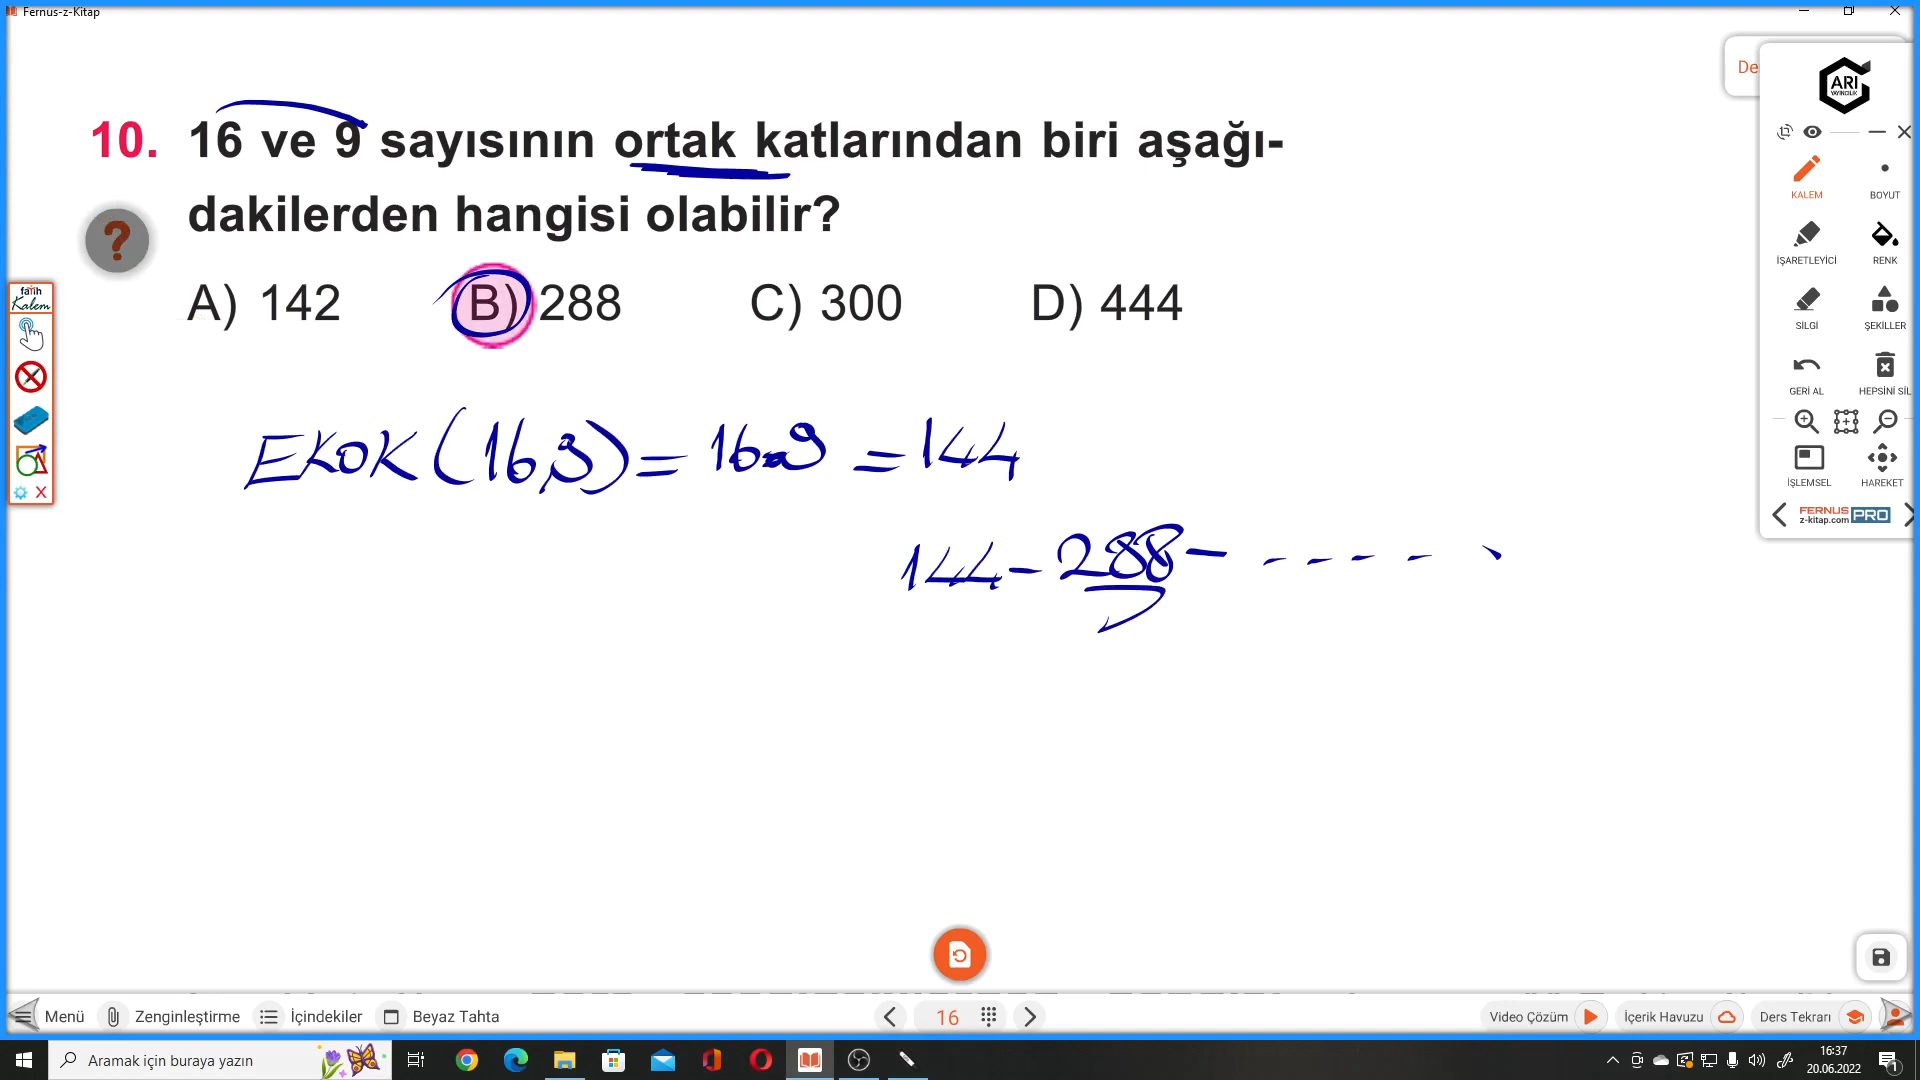 Fernus-z-Kitap
De
ARI
YAYINCILIK
10. 16 ve 9 sayısının ortak katlarından biri aşağı-
dakilerden hangisi olabilir?
A) 142 B) 288 C) 300 D) 444
EKOK (16,9) = 16.9 = 144
144 - 288 - - - - - -
fatih
Kalem
X
KALEM
BOYUT
İŞARETLEYİCİ
RENK
SİLGİ
ŞEKİLLER
GERİ AL
HEPSİNİ SİL
İŞLEMSEL
HAREKET
FERNUS
z-kitap.com PRO
Menü
Zenginleştirme
İçindekiler
Beyaz Tahta
16
Video Çözüm
İçerik Havuzu
Ders Tekrarı
Aramak için buraya yazın
16:37
20.06.2022
1